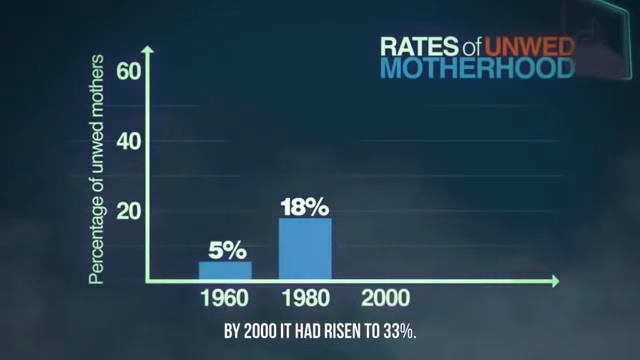 RATES of UNWED
MOTHERHOOD
Percentage of unwed mothers
60
40
20
5%
18%
1960 1980 2000
BY 2000 IT HAD RISEN TO 33%.